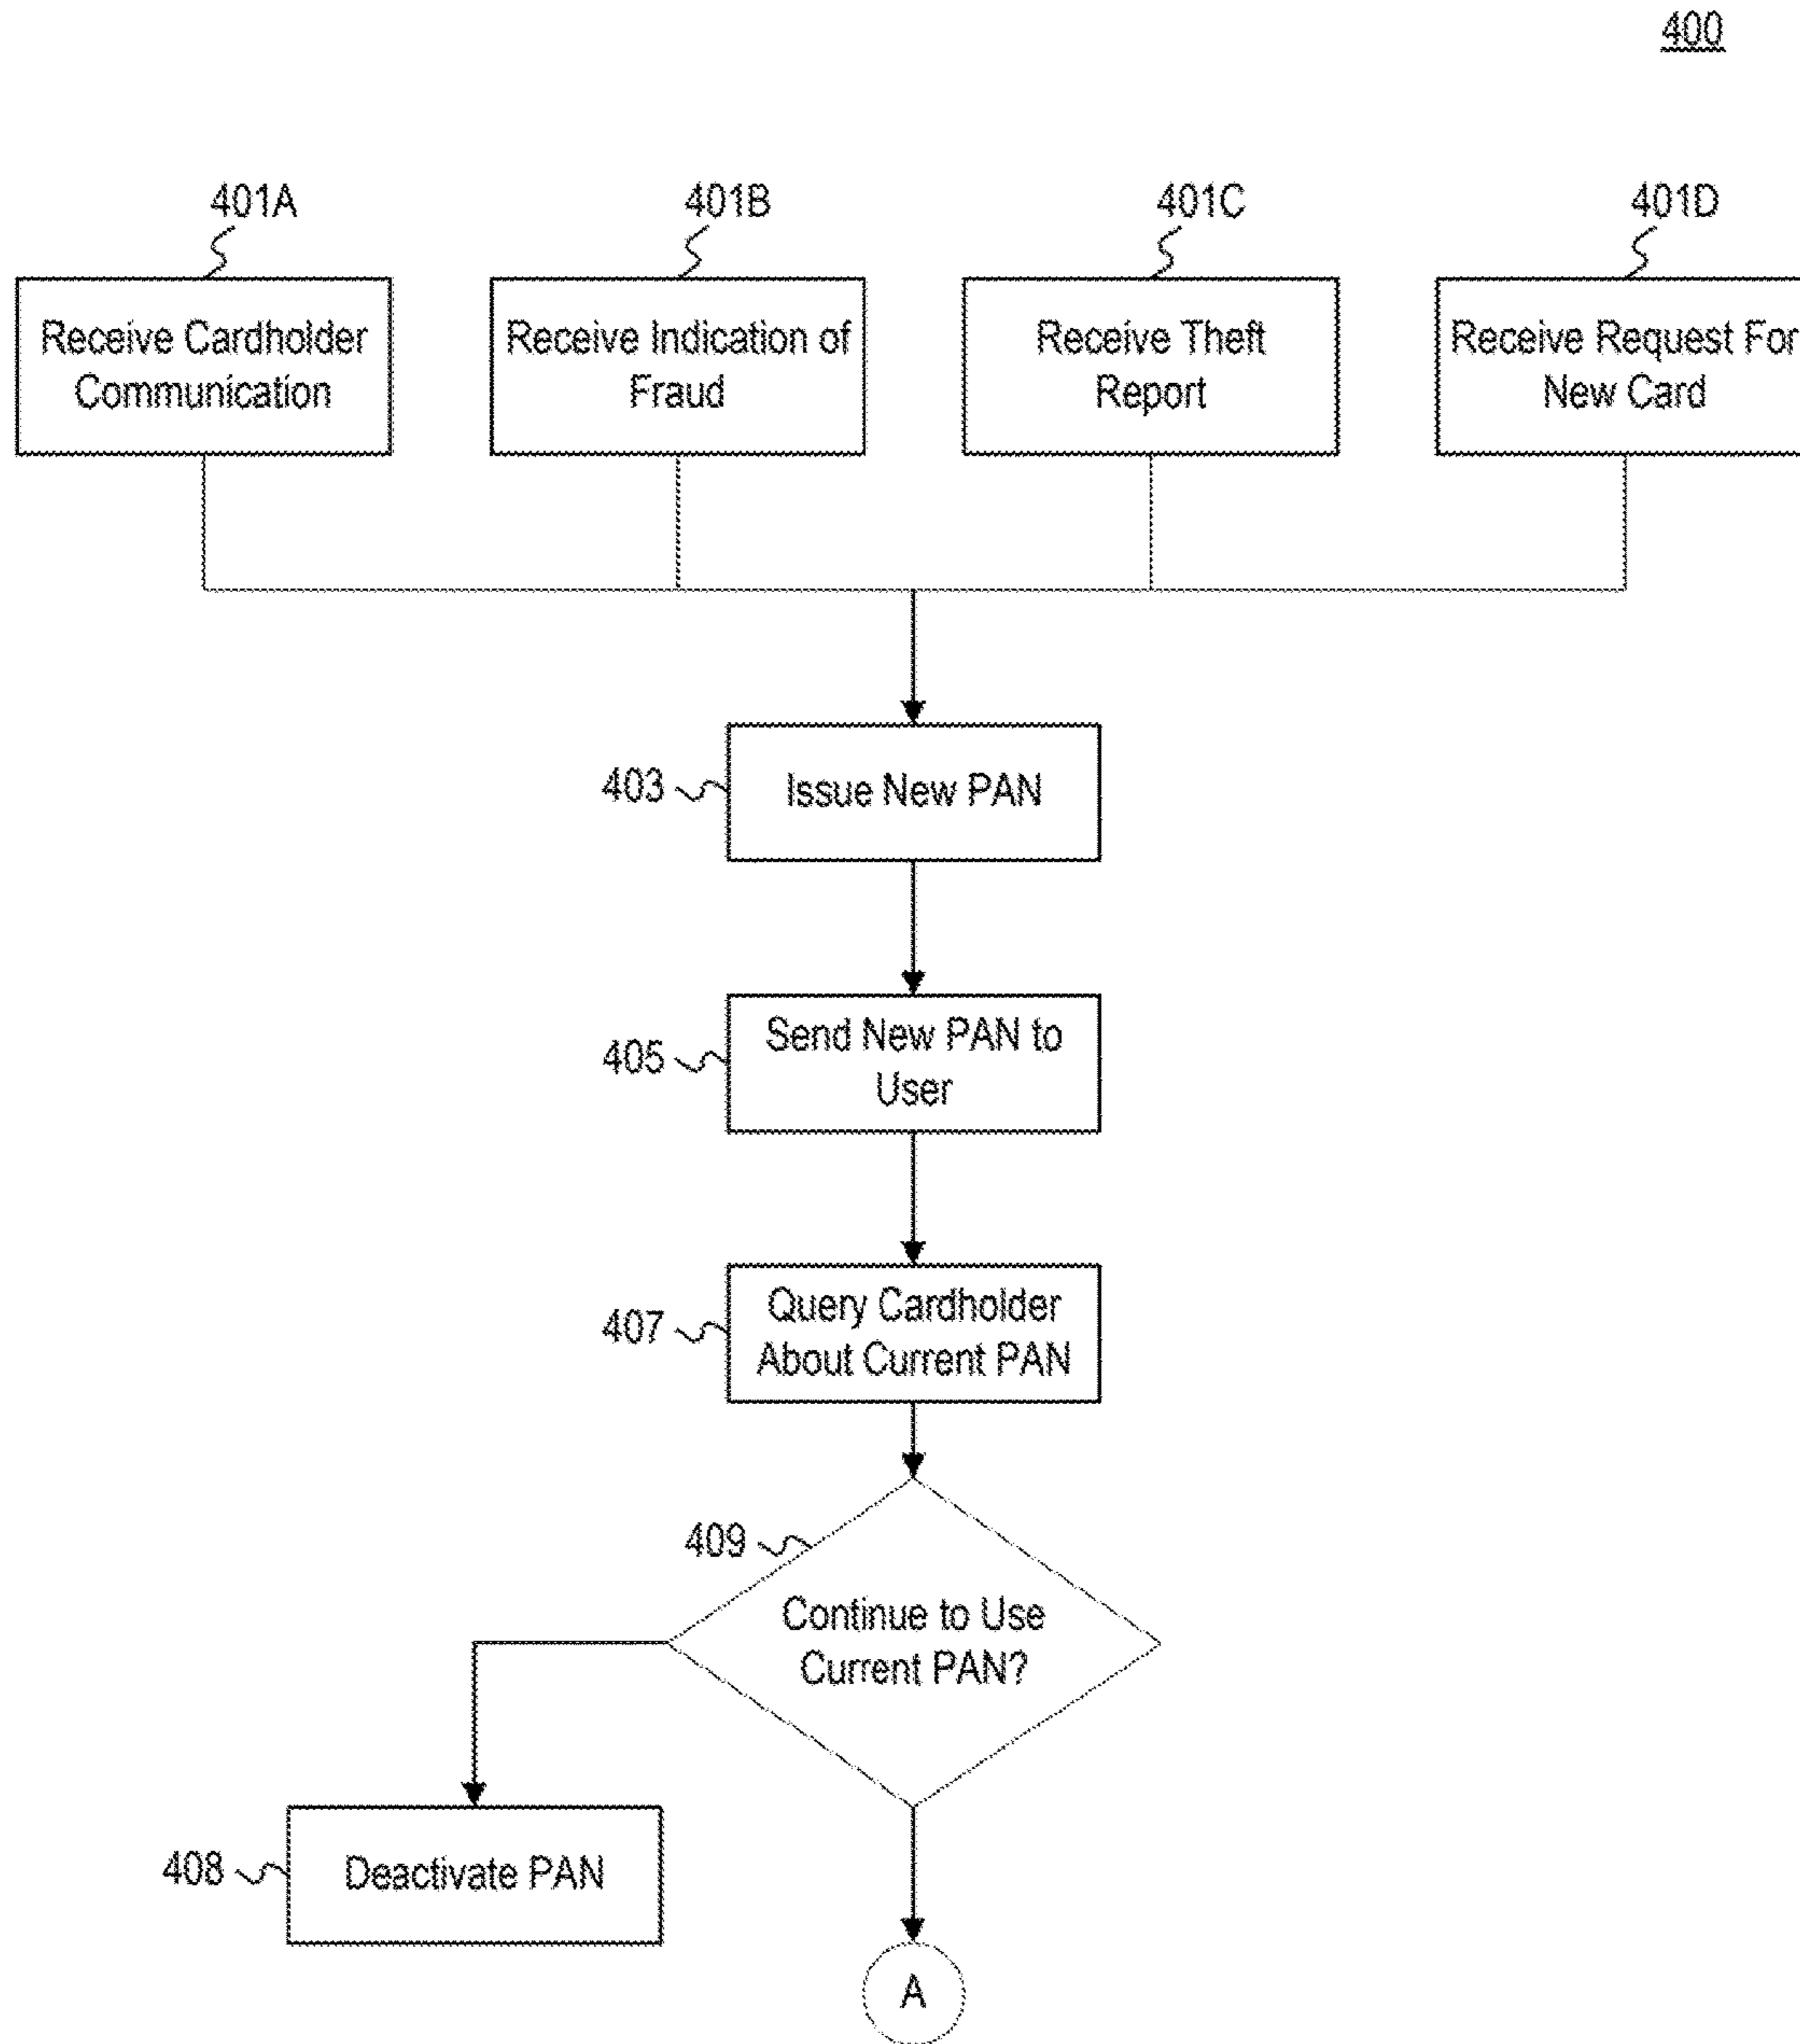 400
401A
401B
401C
401D
Receive Cardholder
Communication
Receive Indication of
Fraud
Receive Theft
Report
Receive Request For
New Card
403
Issue New PAN
405
Send New PAN to
User
407
Query Cardholder
About Current PAN
409
Continue to Use
Current PAN?
408
Deactivate PAN
A